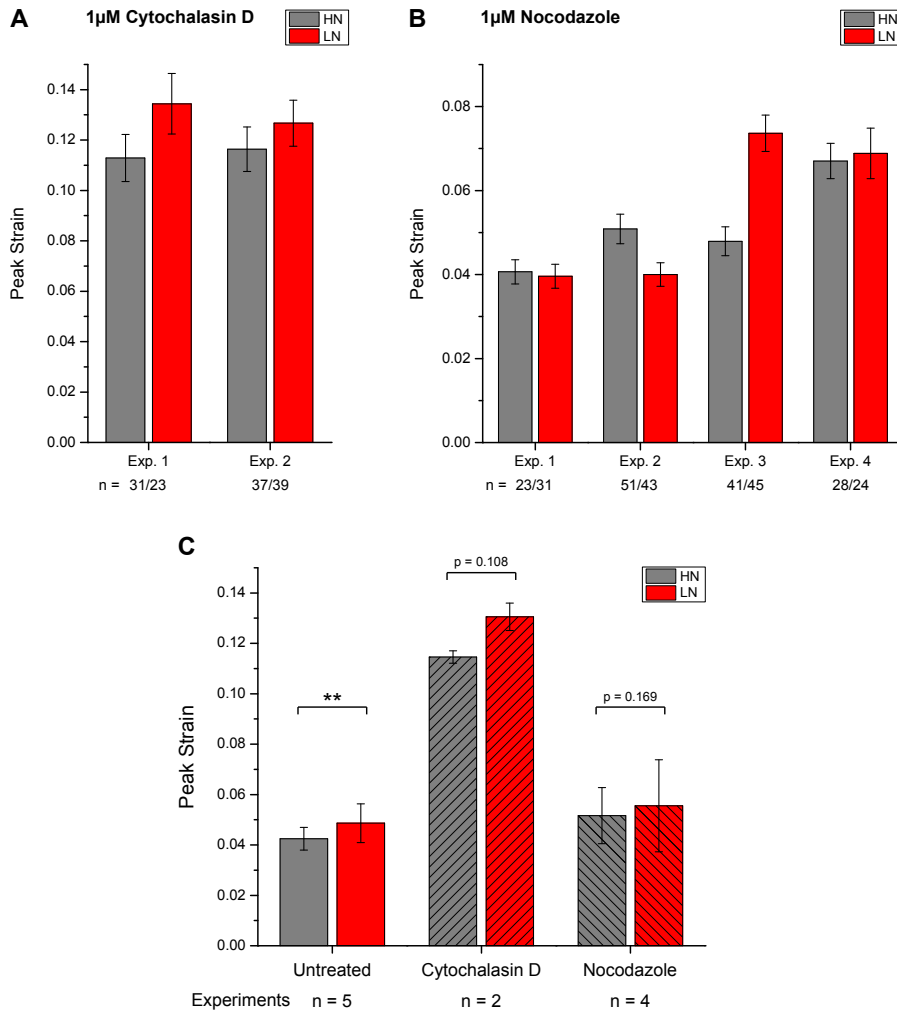 A
1µM Cytochalasin D
HN
LN
Peak Strain
0.14
0.12
0.10
0.08
0.06
0.04
0.02
0.00
Exp. 1
Exp. 2
n = 31/23
37/39
B
1µM Nocodazole
HN
LN
Peak Strain
0.08
0.06
0.04
0.02
0.00
Exp. 1
Exp. 2
Exp. 3
Exp. 4
n = 23/31
51/43
41/45
28/24
C
HN
LN
Peak Strain
0.14
0.12
0.10
0.08
0.06
0.04
0.02
0.00
**
p = 0.108
p = 0.169
Untreated
Cytochalasin D
Nocodazole
Experiments
n = 5
n = 2
n = 4